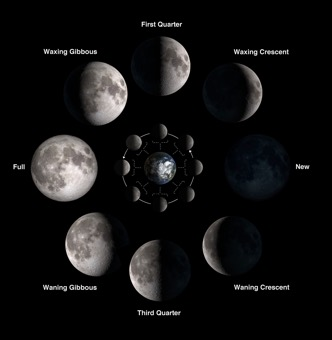 First Quarter
Waxing Gibbous
Waxing Crescent
Full
New
Waning Gibbous
Waning Crescent
Third Quarter